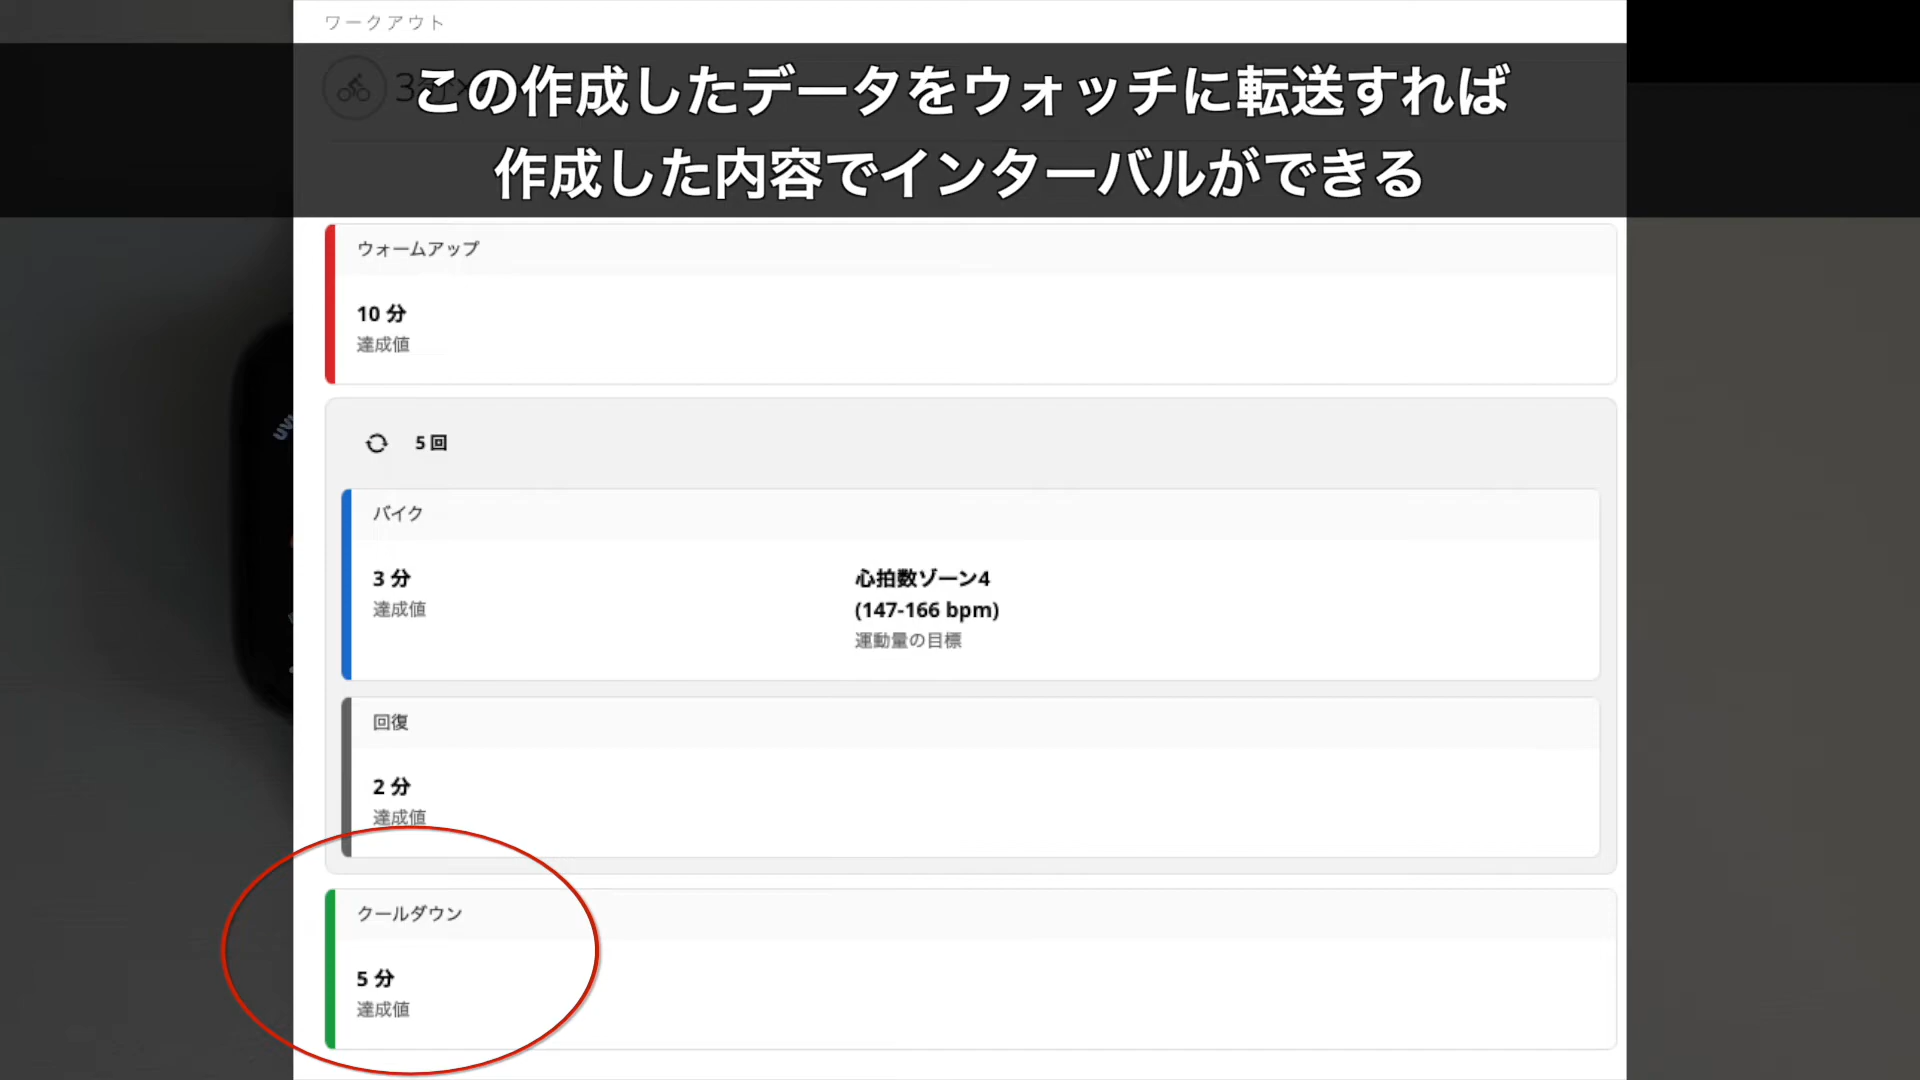 ワークアウト
この作成したデータをウォッチに転送すれば
作成した内容でインターバルができる
ウォームアップ
10 分
達成値
5 回
バイク
3 分
達成値
心拍数ゾーン4
(147-166 bpm)
運動量の目標
回復
2 分
達成値
クールダウン
5 分
達成値